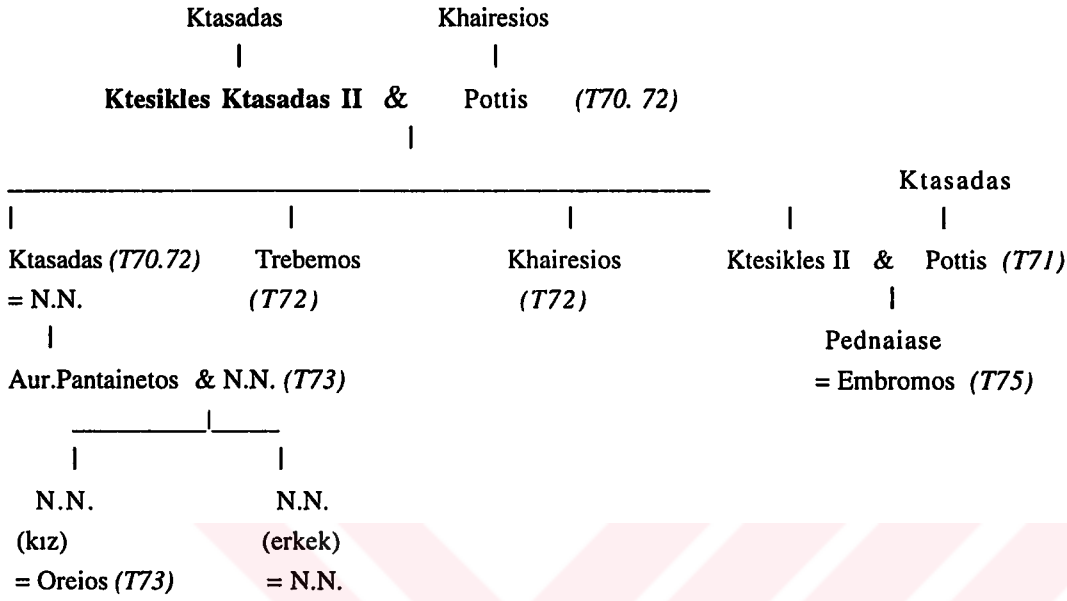 Ktasadas Khairesios
Ktesikles Ktasadas II & Pottis (T70. 72)
Ktasadas
Ktasadas (T70.72) Trebemos Khairesios Ktesikles II & Pottis (T71)
= N.N. (T72) (T72)
Pednaiase
Aur.Pantainetos & N.N. (T73) = Embromos (T75)
N.N. N.N.
(kız) (erkek)
= Oreios (T73) = N.N.